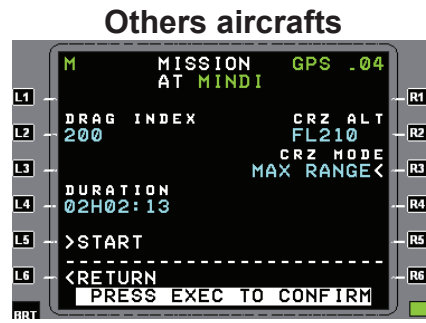 Others aircrafts
M MISSION GPS .04
AT MINDI
L1 R1
DRAG INDEX CRZ ALT
L2 200 FL210 R2
CRZ MODE
L3 MAX RANGE< R3
DURATION
L4 02H02:13 R4
L5 >START R5
L6 <RETURN R6
PRESS EXEC TO CONFIRM
BRT